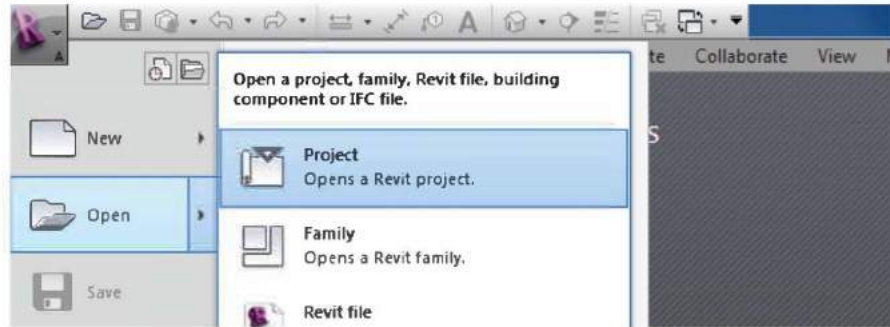 A
te Collaborate View
S
Open a project, family, Revit file, building
component or IFC file.
New
Project
Opens a Revit project.
Open
Family
Opens a Revit family.
Save
Revit file